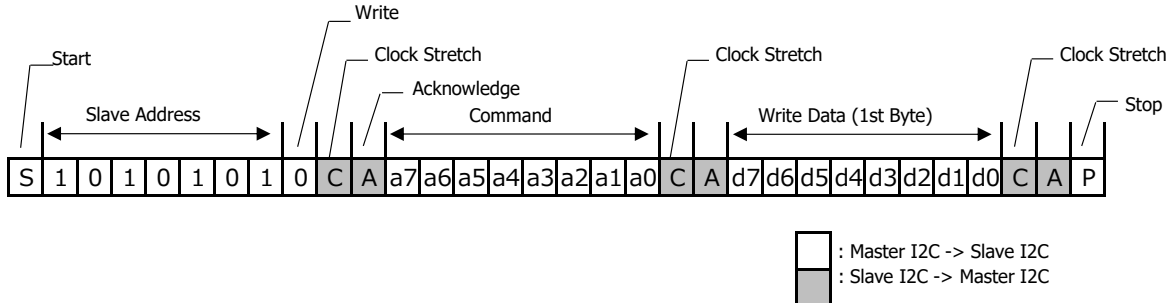 Write
Start
Clock Stretch
Clock Stretch
Clock Stretch
Acknowledge
Slave Address
Command
Write Data (1st Byte)
Stop
S 1 0 1 0 1 0 1 0 C A a7 a6 a5 a4 a3 a2 a1 a0 C A d7 d6 d5 d4 d3 d2 d1 d0 C A P
: Master I2C -> Slave I2C
: Slave I2C -> Master I2C